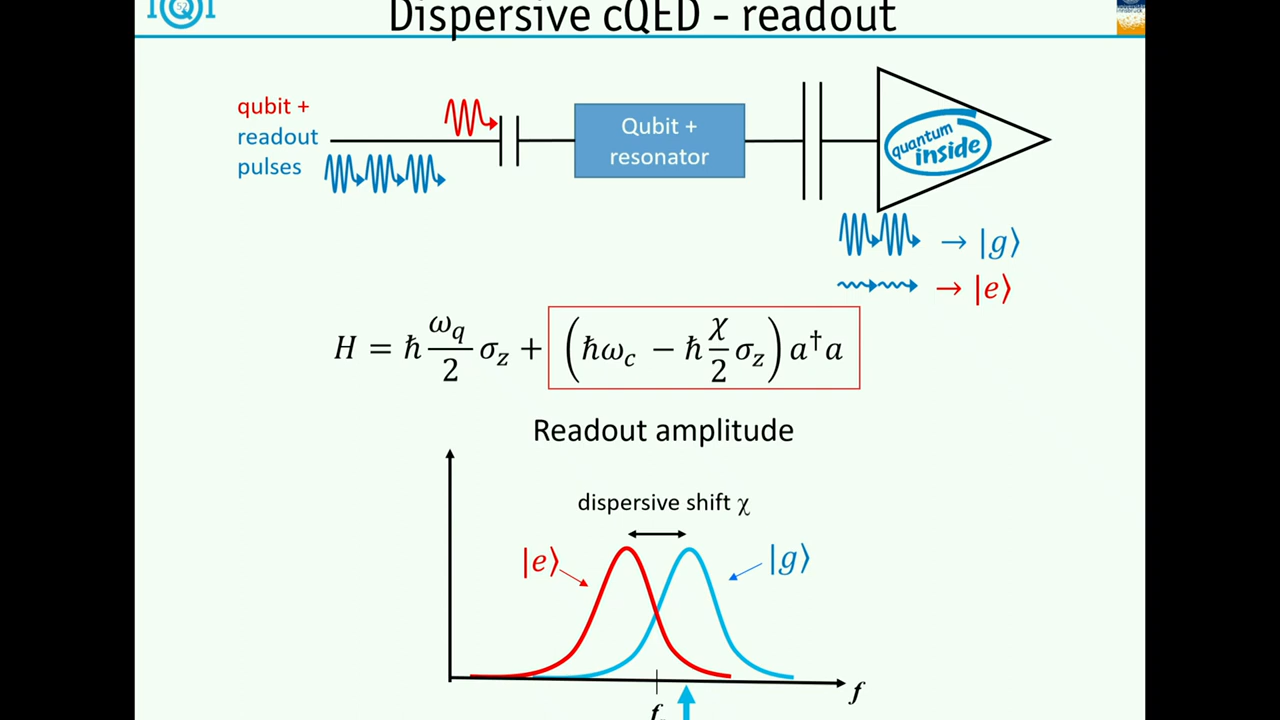 IQI
Dispersive cQED - readout
qubit +
readout
pulses
Qubit +
resonator
quantum
inside
→ |g⟩
→ |e⟩
H = ℏ ω_q/2 σ_z + (ℏω_c − ℏ χ/2 σ_z) a†a
Readout amplitude
dispersive shift χ
|e⟩
|g⟩
f